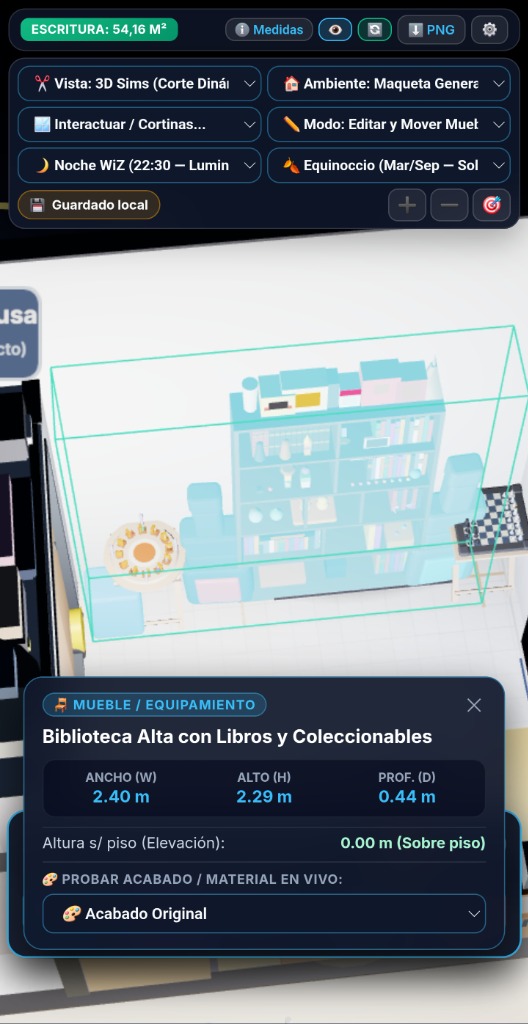 ESCRITURA: 54,16 M²
Medidas
PNG
Vista: 3D Sims (Corte Diná
Ambiente: Maqueta Genera
Interactuar / Cortinas...
Modo: Editar y Mover Mueb
Noche WiZ (22:30 — Lumin
Equinoccio (Mar/Sep — Sol
Guardado local
usa
cto)
MUEBLE / EQUIPAMIENTO
Biblioteca Alta con Libros y Coleccionables
ANCHO (W)
ALTO (H)
PROF. (D)
2.40 m
2.29 m
0.44 m
Altura s/ piso (Elevación):
0.00 m (Sobre piso)
PROBAR ACABADO / MATERIAL EN VIVO:
Acabado Original